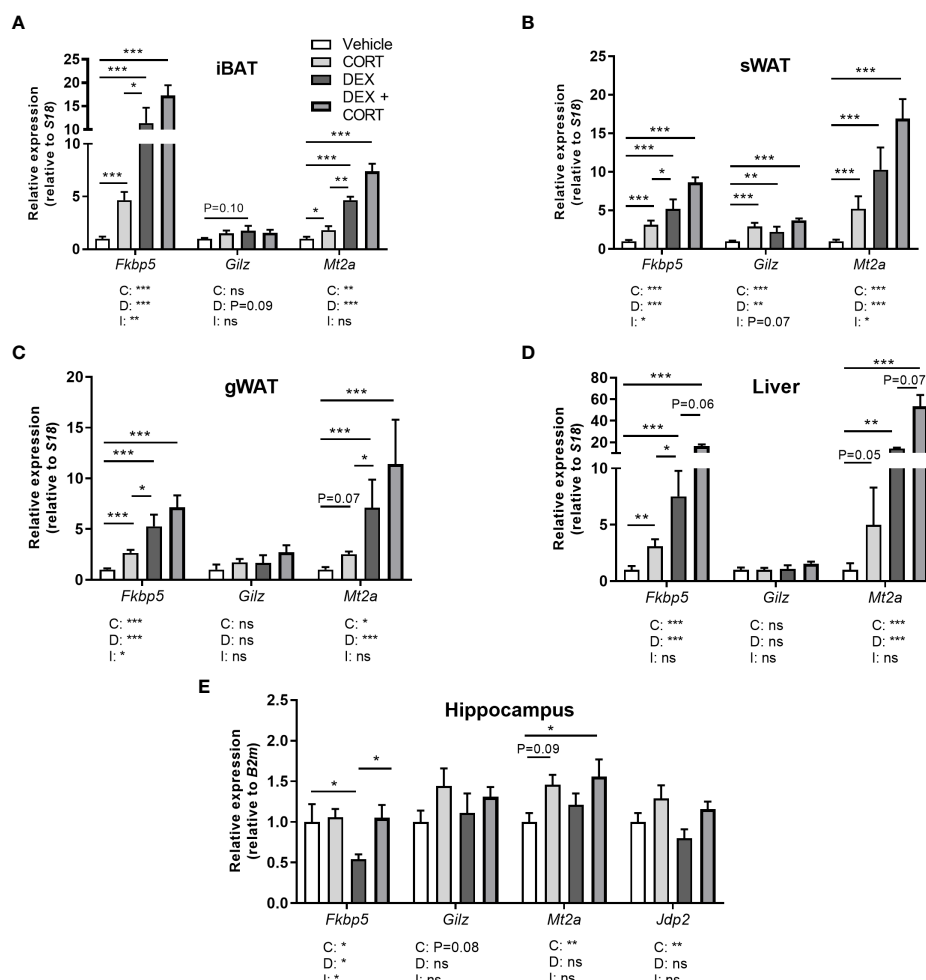 A
iBAT
Vehicle
CORT
DEX
DEX +
CORT
Relative expression
(relative to S18)
25
20
15
10
10
5
0
***
***
*
***
P=0.10
***
***
**
*
Fkbp5
Gilz
Mt2a
C: ***
D: ***
I: **
C: ns
D: P=0.09
I: ns
C: **
D: ***
I: ns
B
sWAT
Relative expression
(relative to S18)
25
20
15
10
5
0
***
***
*
***
***
**
***
***
***
***
Fkbp5
Gilz
Mt2a
C: ***
D: ***
I: *
C: ***
D: **
I: P=0.07
C: ***
D: ***
I: *
C
gWAT
Relative expression
(relative to S18)
20
15
10
5
0
***
***
*
***
***
***
*
P=0.07
Fkbp5
Gilz
Mt2a
C: ***
D: ***
I: *
C: ns
D: ns
I: ns
C: *
D: ***
I: ns
D
Liver
Relative expression
(relative to S18)
80
60
40
20
10
5
0
***
P=0.06
***
*
**
***
P=0.07
**
P=0.05
Fkbp5
Gilz
Mt2a
C: ***
D: ***
I: ns
C: ns
D: ns
I: ns
C: ***
D: ***
I: ns
E
Hippocampus
Relative expression
(relative to B2m)
2.5
2.0
1.5
1.0
0.5
0.0
*
*
*
P=0.09
Fkbp5
Gilz
Mt2a
Jdp2
C: *
D: *
I: *
C: P=0.08
D: ns
I: ns
C: **
D: ns
I: ns
C: **
D: ns
I: ns